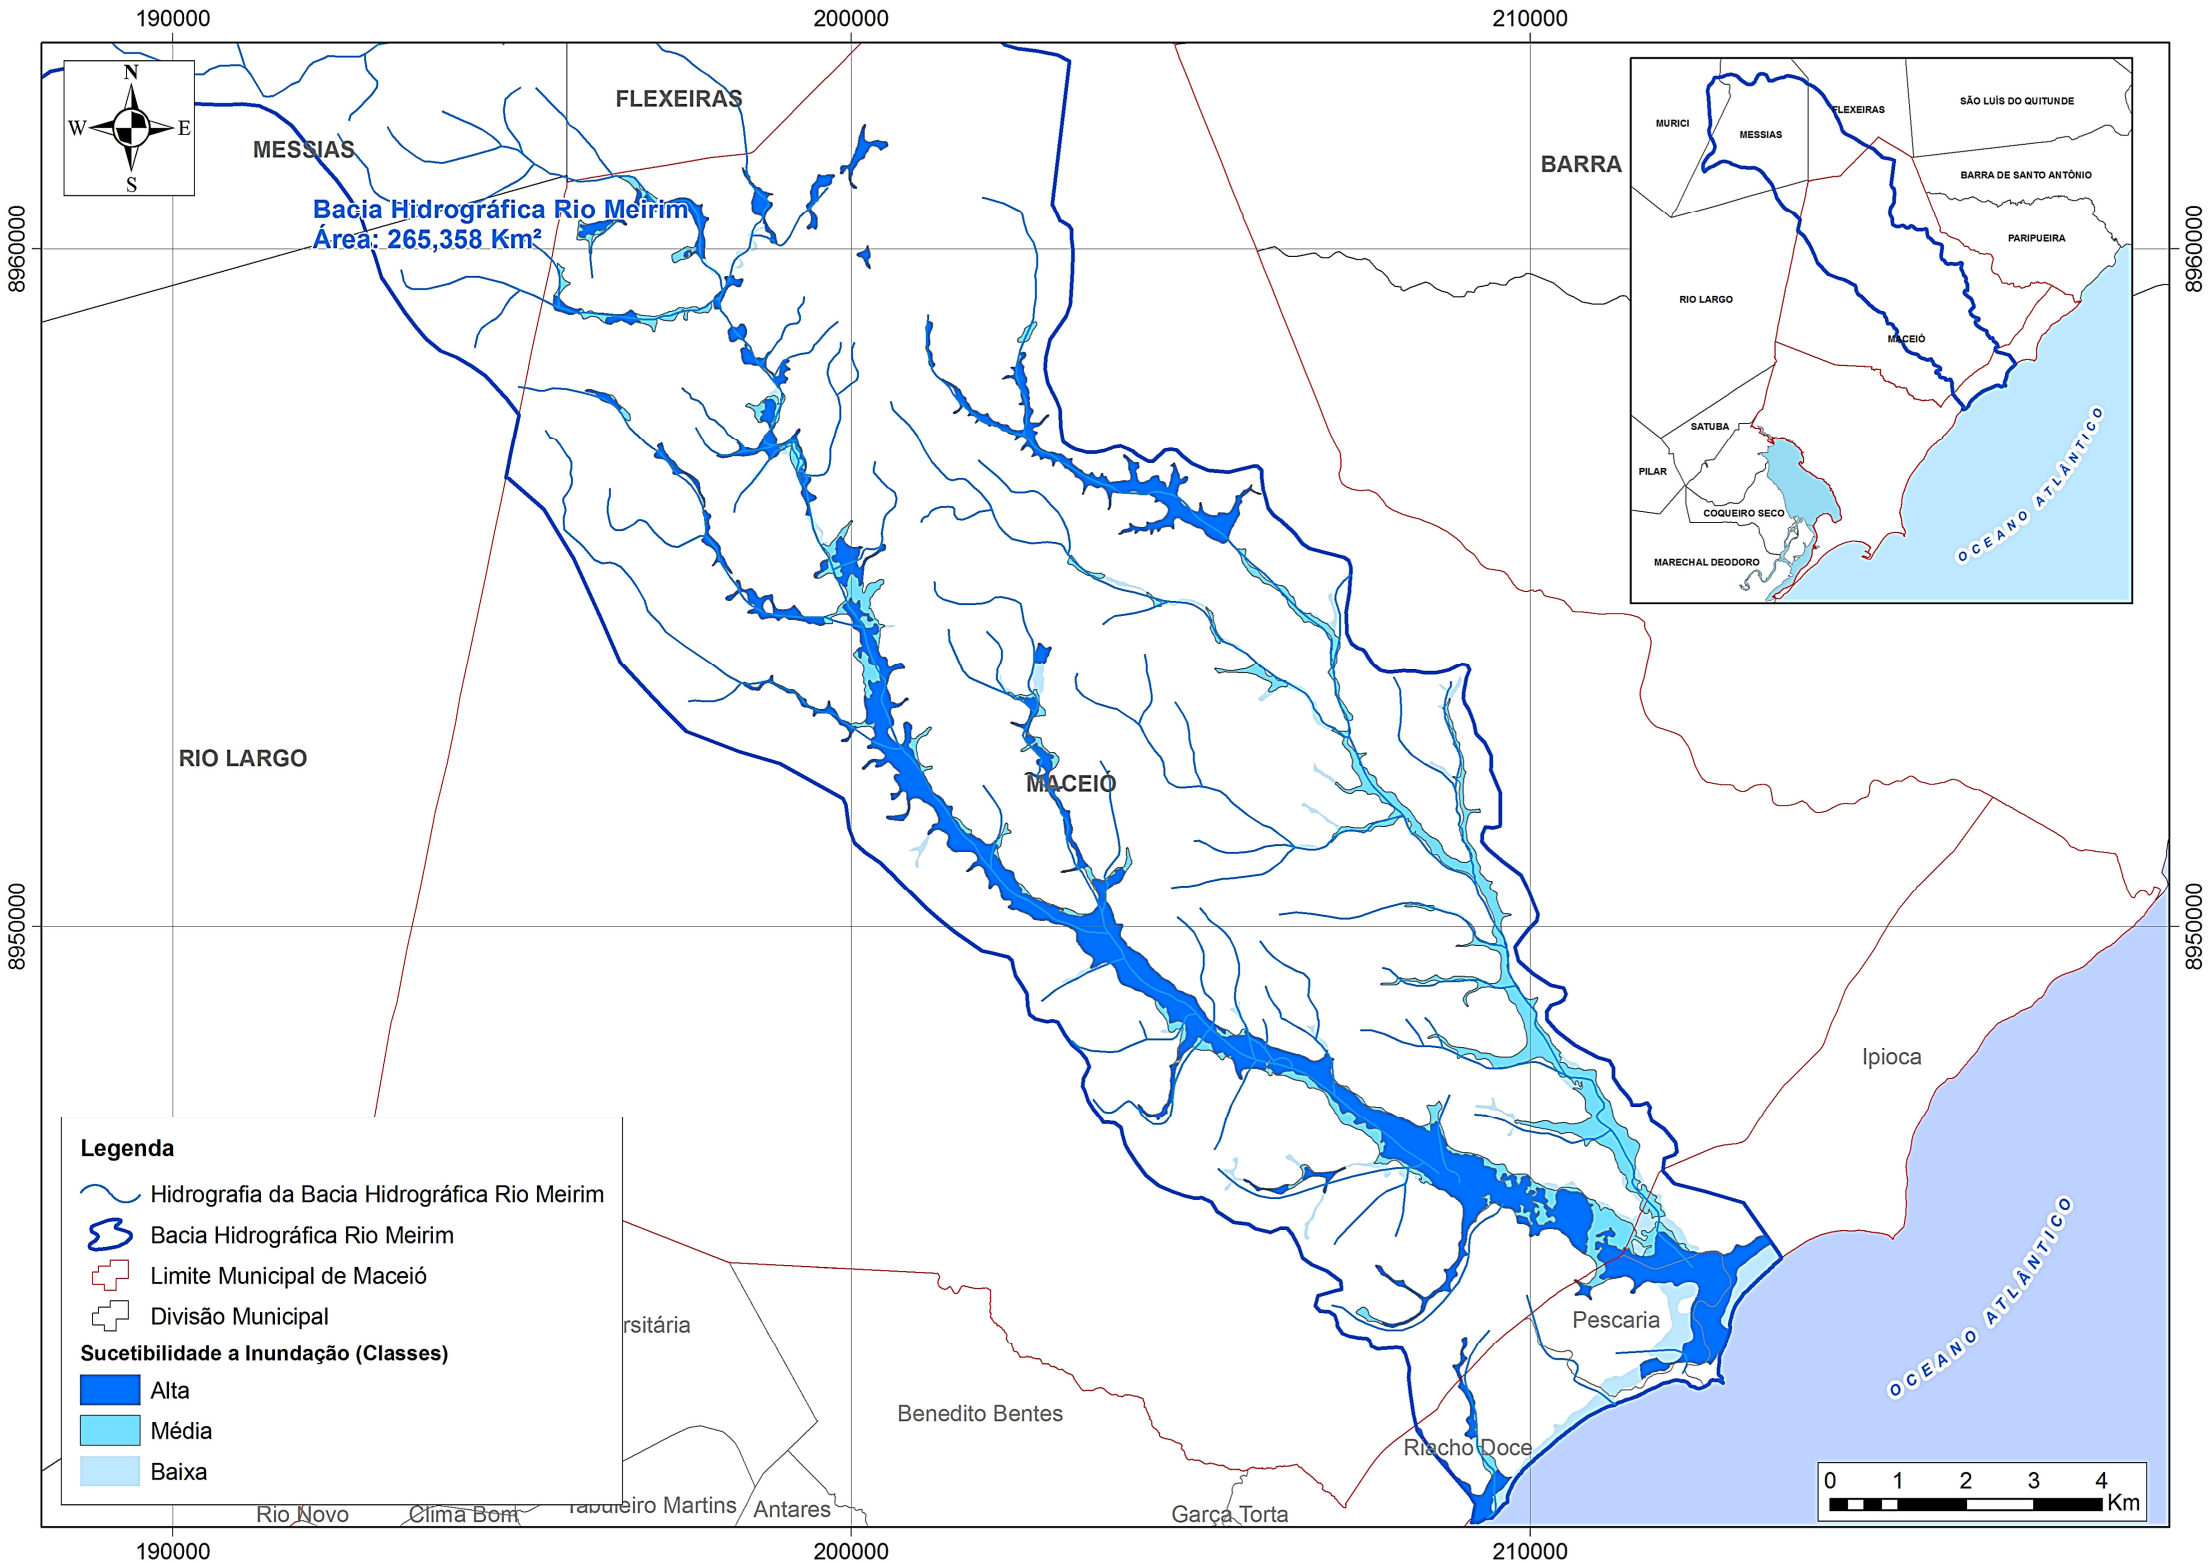 190000
200000
210000
N
W
E
S
FLEXEIRAS
MESSIAS
BARRA
Bacia Hidrográfica Rio Meirim
Área: 265,358 Km²
8960000
8960000
SÃO LUÍS DO QUITUNDE
FLEXEIRAS
MURICI
MESSIAS
BARRA DE SANTO ANTÔNIO
PARIPUEIRA
RIO LARGO
MACEIÓ
SATUBA
PILAR
COQUEIRO SECO
MARECHAL DEODORO
OCEANO ATLÂNTICO
RIO LARGO
MACEIÓ
8950000
8950000
Ipioca
Pescaria
OCEANO ATLÂNTICO
Benedito Bentes
Riacho Doce
Garça Torta
rsitária
Legenda
Hidrografia da Bacia Hidrográfica Rio Meirim
Bacia Hidrográfica Rio Meirim
Limite Municipal de Maceió
Divisão Municipal
Sucetibilidade a Inundação (Classes)
Alta
Média
Baixa
Rio Novo
Clima Bom
Tabuleiro Martins
Antares
0 1 2 3 4
Km
190000
200000
210000